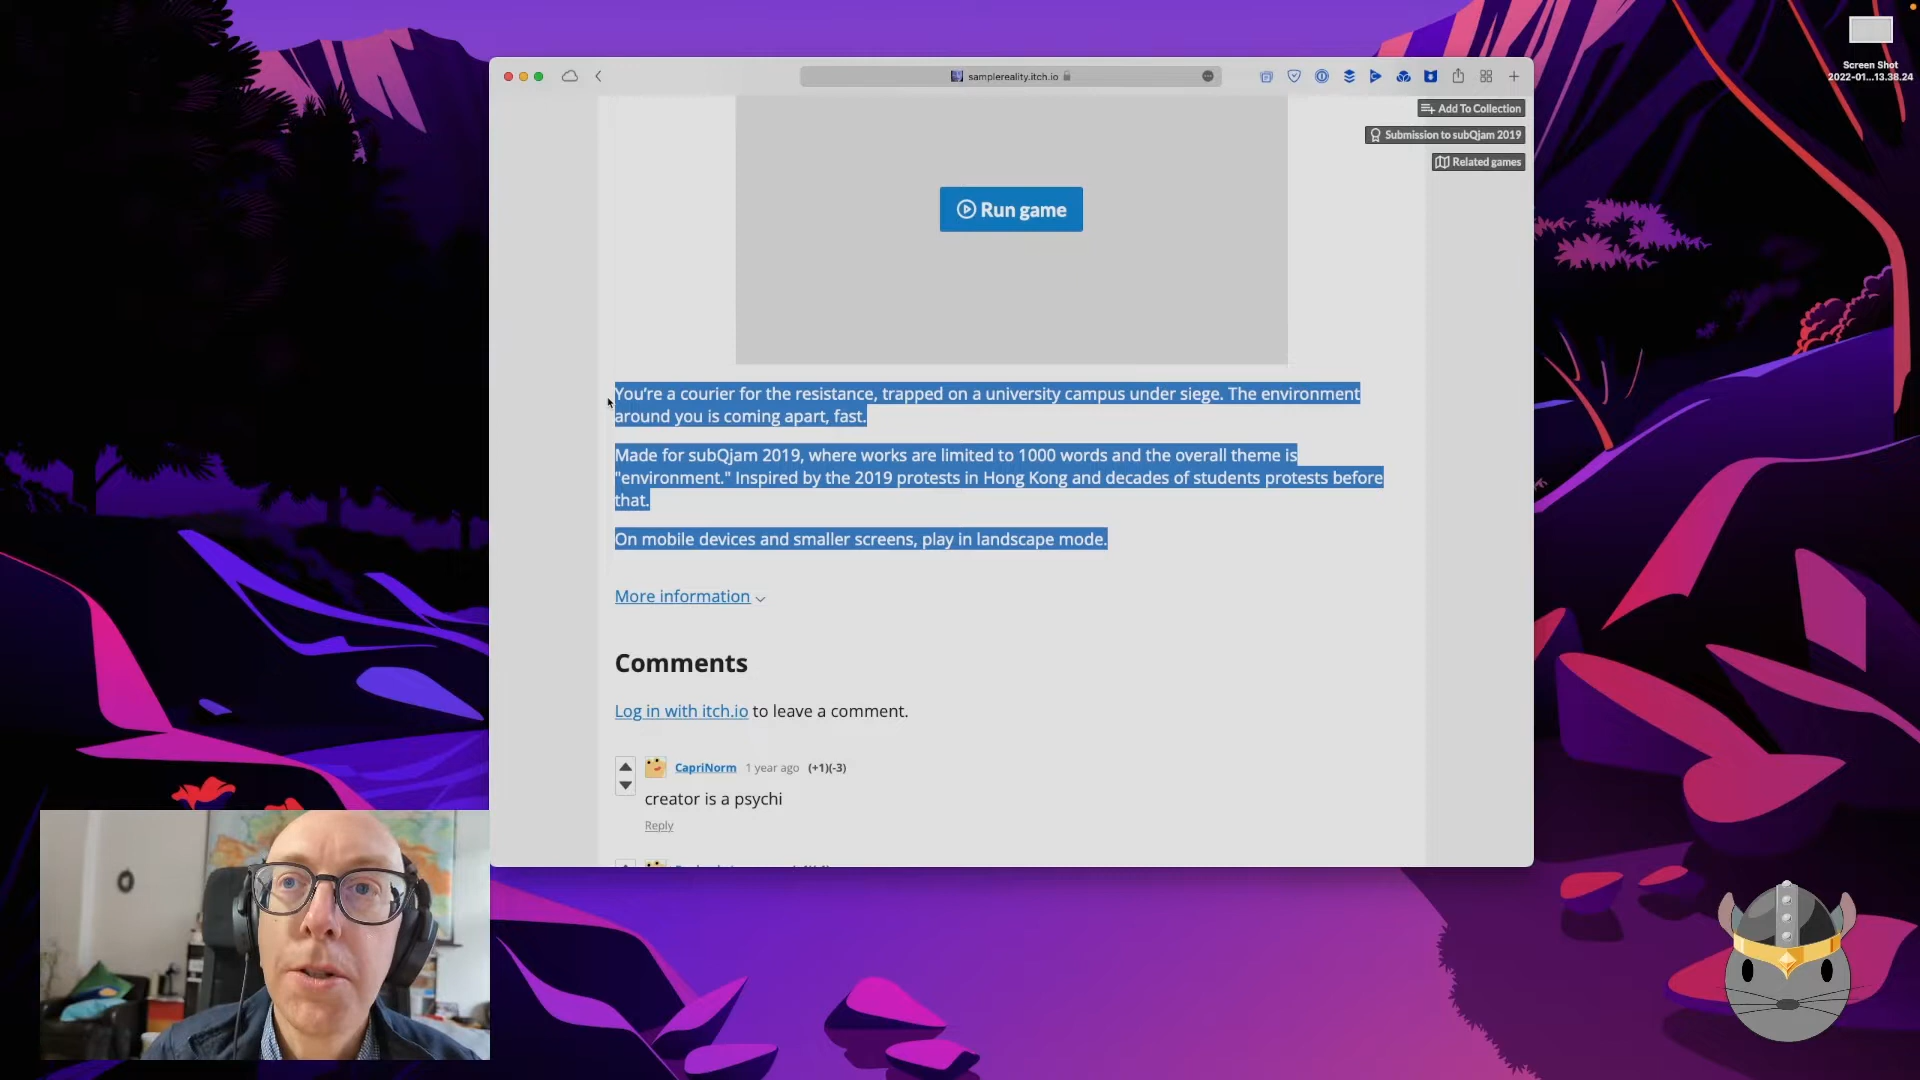 samplereality.itch.io
Screen Shot
2022-01...13.38.24
Add To Collection
Submission to subQjam 2019
Related games
Run game
You're a courier for the resistance, trapped on a university campus under siege. The environment
around you is coming apart, fast.
Made for subQjam 2019, where works are limited to 1000 words and the overall theme is
"environment." Inspired by the 2019 protests in Hong Kong and decades of students protests before
that.
On mobile devices and smaller screens, play in landscape mode.
More information
Comments
Log in with itch.io to leave a comment.
CapriNorm 1 year ago (+1)(-3)
creator is a psychi
Reply